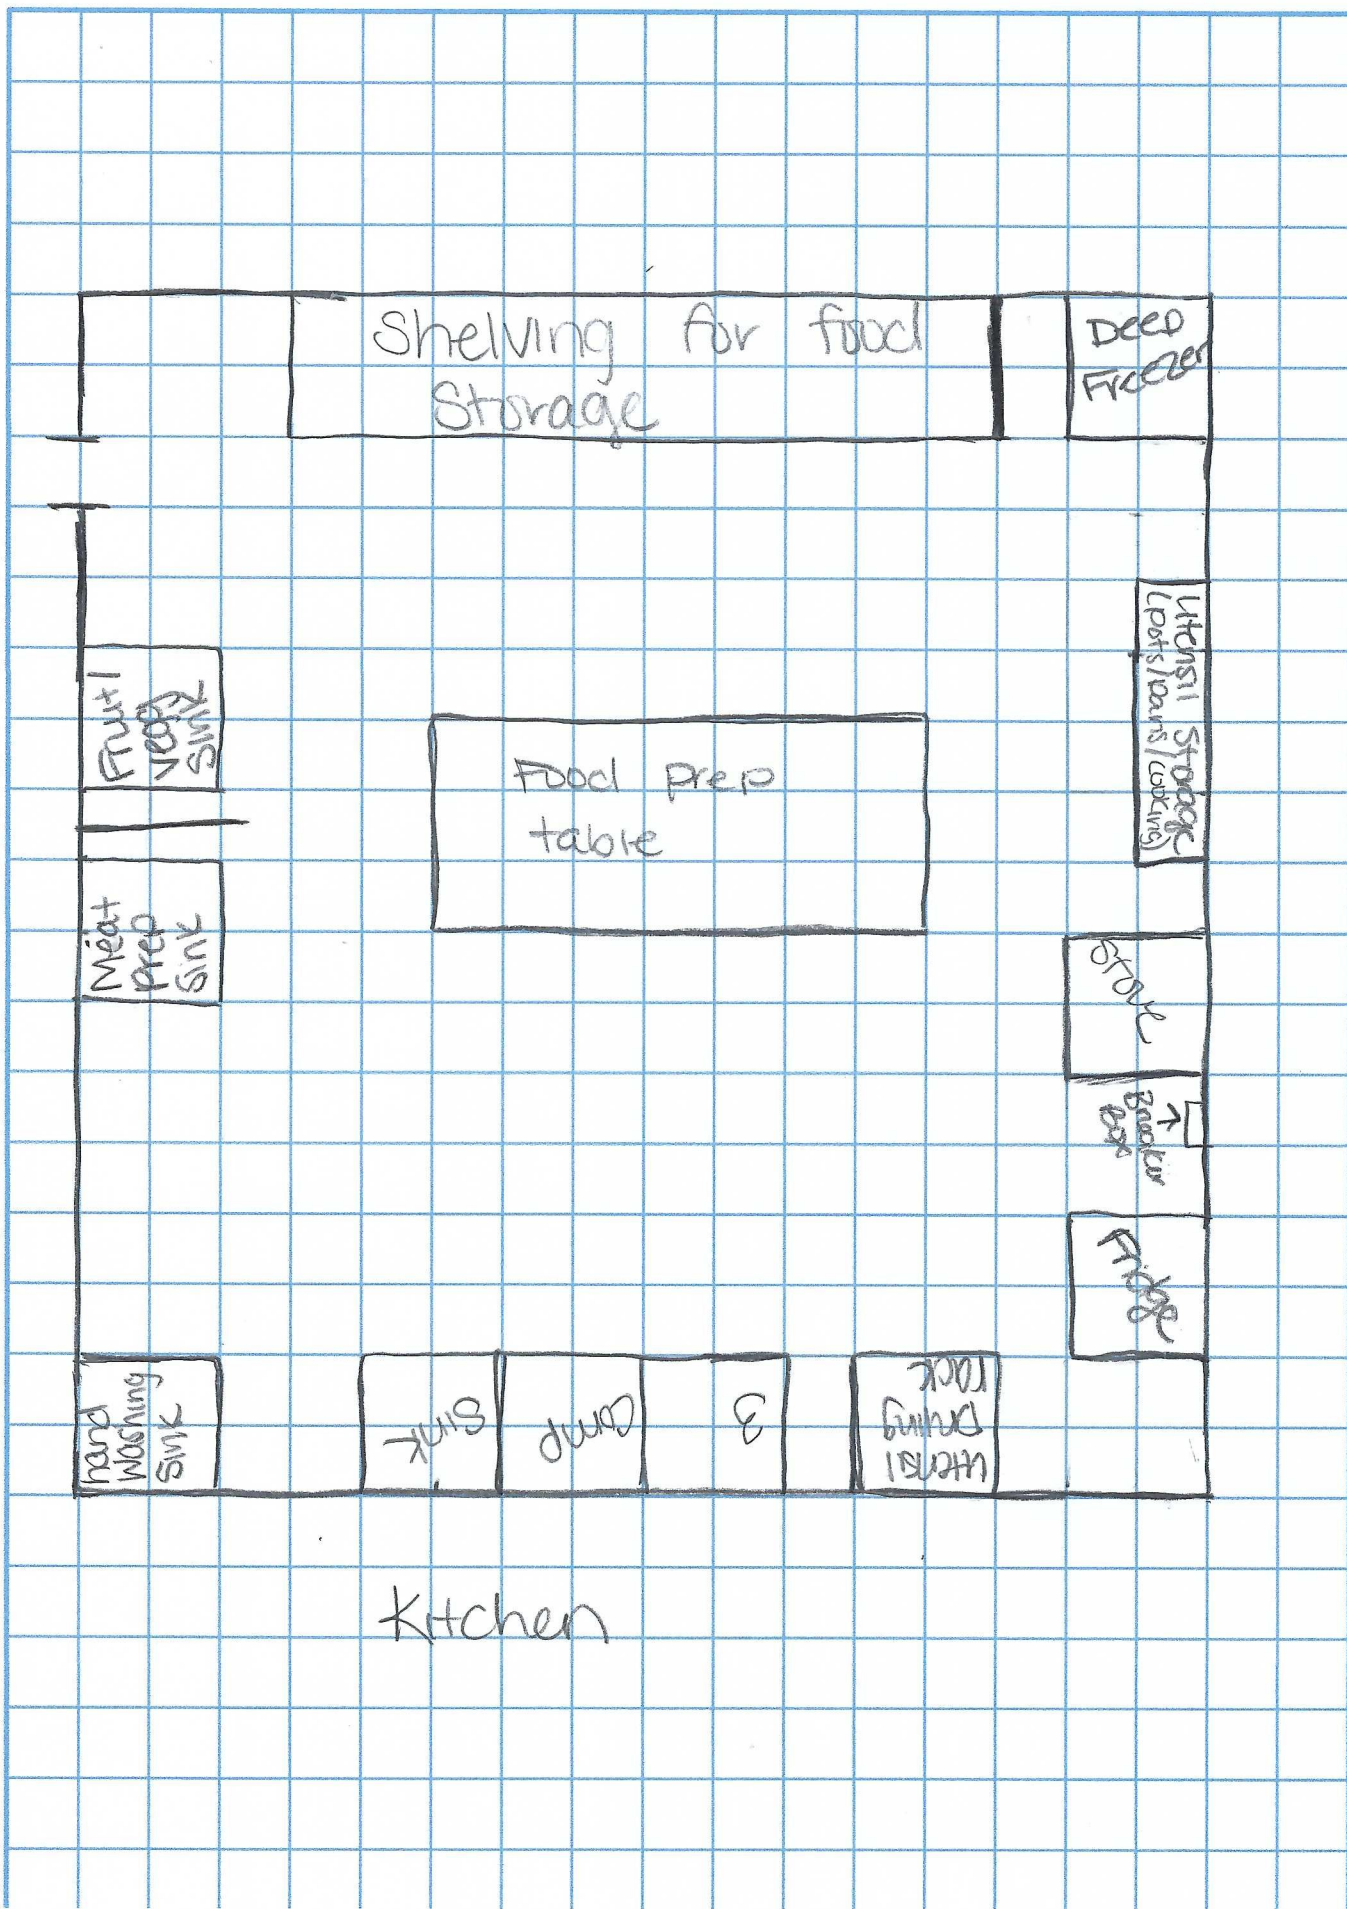 Shelving for food
Storage
Deep
Freezer
Utensil Storage
(pots/pans/cooking)
Fruit/
veggy
Sink
Food prep
table
Meat
prep
Sink
Stove
Breaker
Box
Fridge
hand
Washing
Sink
3 Comp Sink
Utensil
Drying
rack
Kitchen